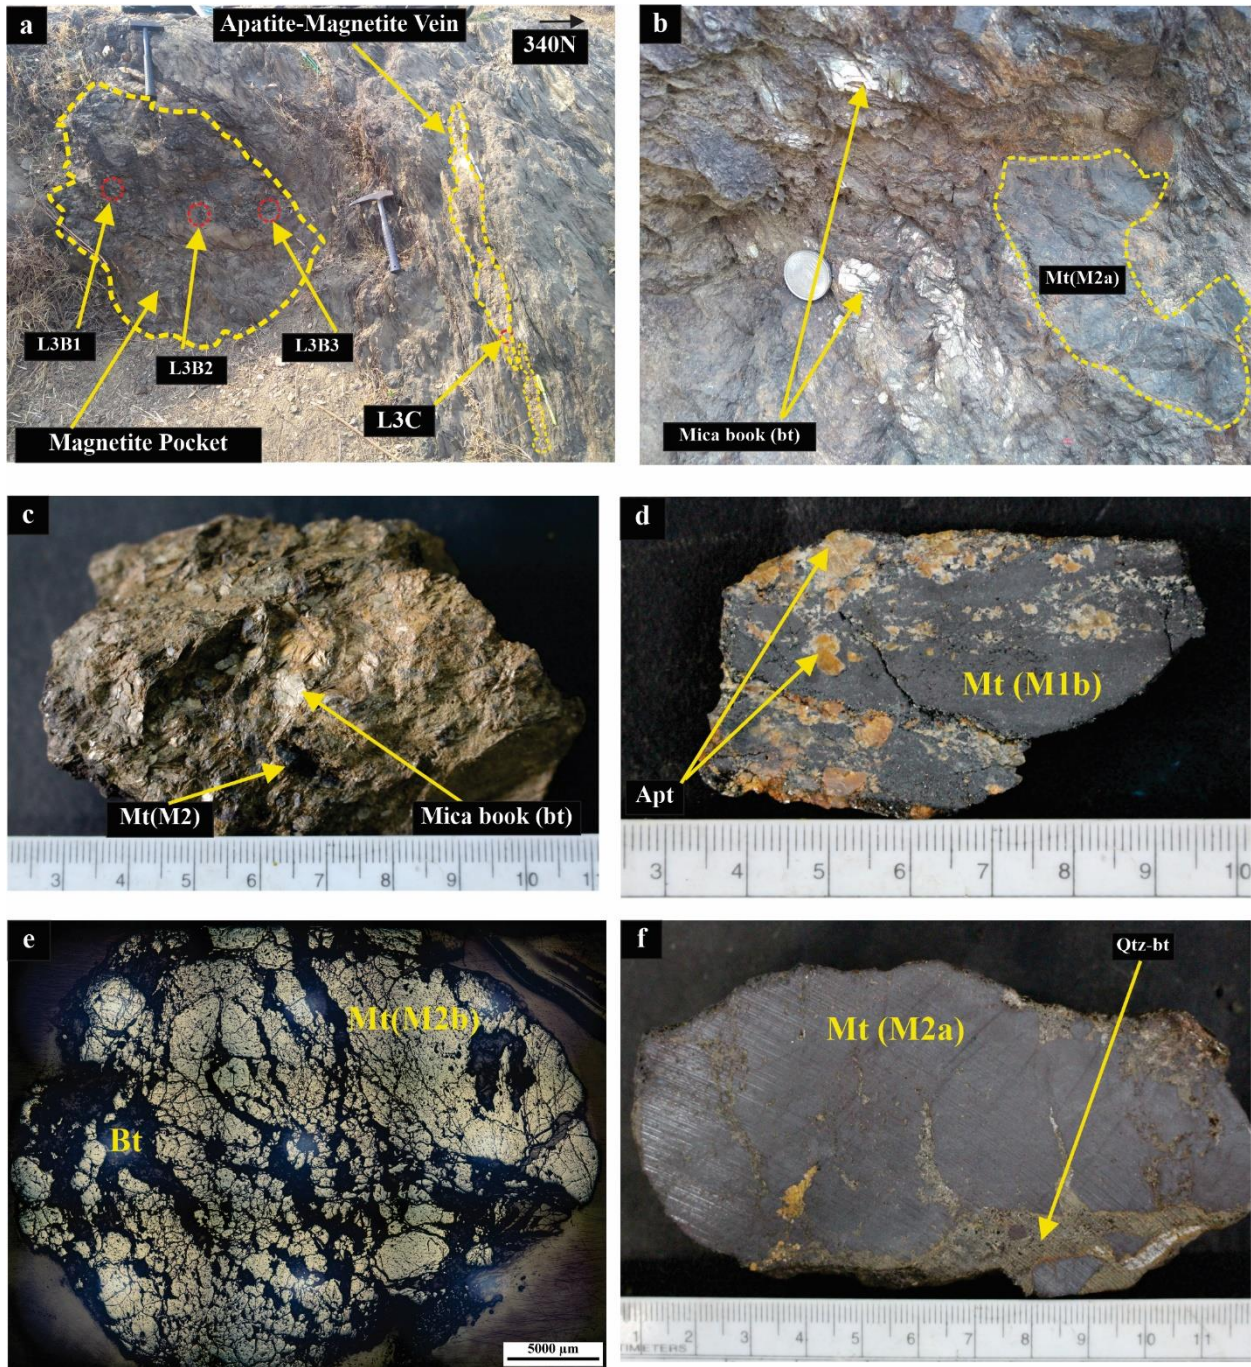 a
Apatite-Magnetite Vein
340N
L3B1
L3B2
L3B3
L3C
Magnetite Pocket
b
Mt(M2a)
Mica book (bt)
c
Mt(M2)
Mica book (bt)
3 4 5 6 7 8 9 10 11
d
Mt (M1b)
Apt
3 4 5 6 7 8 9 10
e
Mt(M2b)
Bt
5000 µm
f
Qtz-bt
Mt (M2a)
1 2 3 4 5 6 7 8 9 10 11
TIMETERS